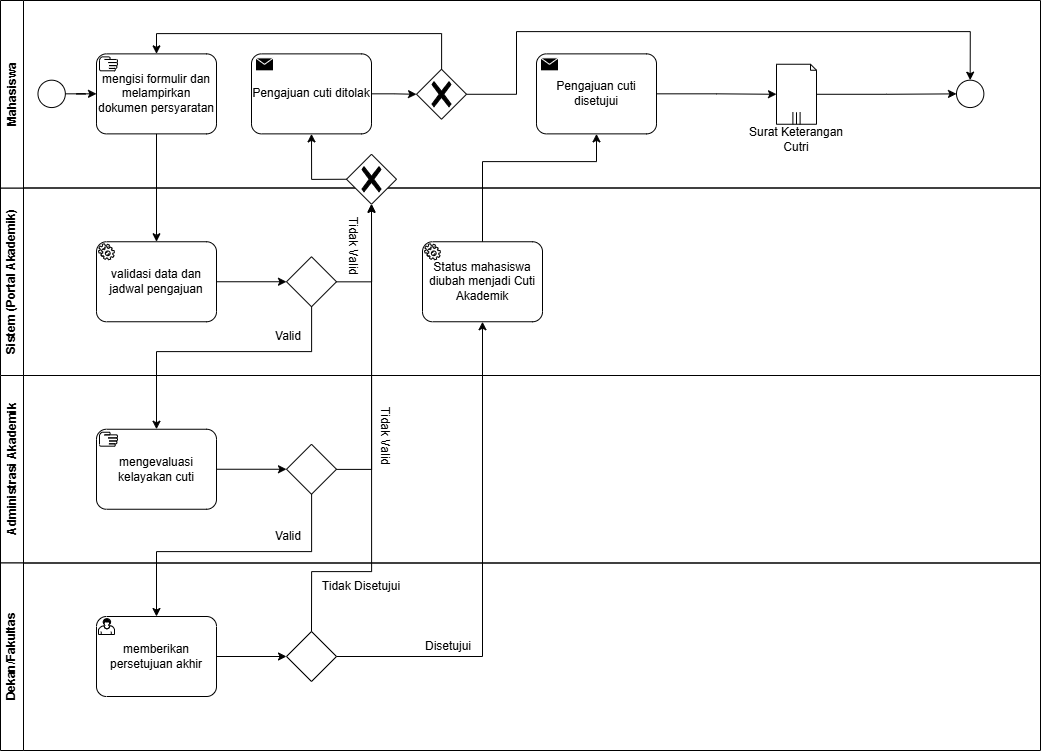 Mahasiswa
mengisi formulir dan
melampirkan
dokumen persyaratan
Pengajuan cuti ditolak
Pengajuan cuti
disetujui
Surat Keterangan
Cutri
Sistem (Portal Akademik)
Tidak Valid
validasi data dan
jadwal pengajuan
Status mahasiswa
diubah menjadi Cuti
Akademik
Valid
Administrasi Akademik
Tidak Valid
mengevaluasi
kelayakan cuti
Valid
Dekan/Fakultas
Tidak Disetujui
memberikan
persetujuan akhir
Disetujui